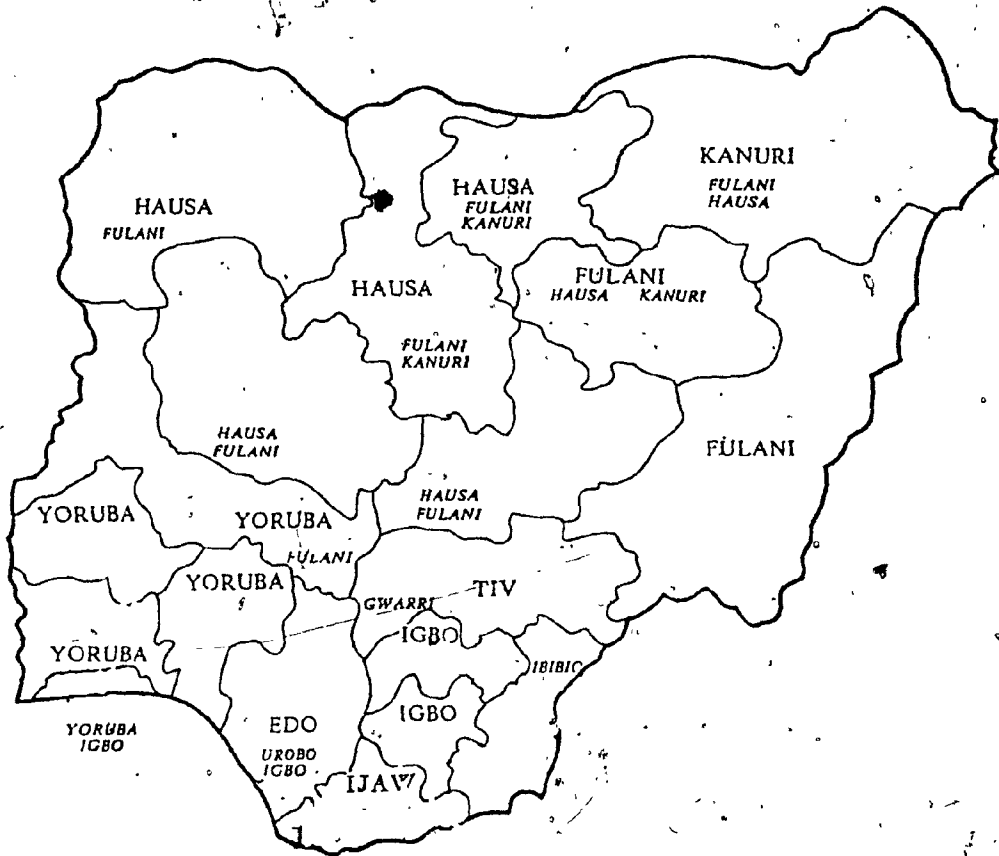 KANURI
FULANI
HAUSA
HAUSA
FULANI
KANURI
HAUSA
FULANI
FULANI
HAUSA KANURI
HAUSA
FULANI
KANURI
HAUSA
FULANI
FULANI
HAUSA
FULANI
YORUBA
YORUBA
FULANI
YORUBA
TIV
GWARRI
IGBO
YORUBA
IBIBIO
IGBO
YORUBA
IGBO
EDO
UROBO
IGBO
IJAW